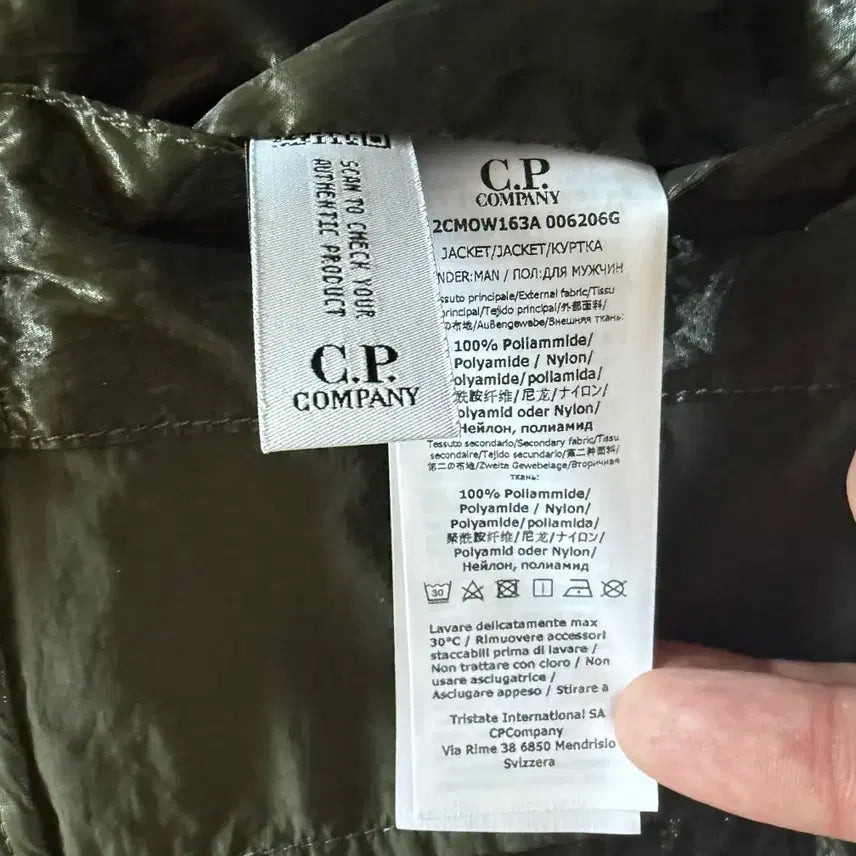 SCAN TO CHECK YOUR
AUTHENTIC PRODUCT
C.P.
COMPANY
C.P.
COMPANY
2CMOW163A 006206G
JACKET/JACKET/КУРТКА
NDER:MAN / ПОЛ:ДЛЯ МУЖЧИН
ssuto principale/External fabric/Tissu
principal/Tejido principal/外部面料/
の布地/Außengewebe/Внешняя ткань:
100% Poliammide/
Polyamide / Nylon/
olyamide/poliamida/
酰胺纤维/尼龙/ナイロン/
olyamid oder Nylon/
Нейлон, полиамид
Tessuto secondario/Secondary fabric/Tissu
secondaire/Tejido secundario/第二种面料/
第二の布地/Zweite Gewebelage/Вторичная
ткань:
100% Poliammide/
Polyamide / Nylon/
Polyamide/poliamida/
聚酰胺纤维/尼龙/ナイロン/
Polyamid oder Nylon/
Нейлон, полиамид
30
Lavare delicatamente max
30°C / Rimuovere accessori
staccabili prima di lavare /
Non trattare con cloro / Non
usare asciugatrice /
Asciugare appeso / Stirare a
Tristate International SA
CPCompany
Via Rime 38 6850 Mendrisio
Svizzera